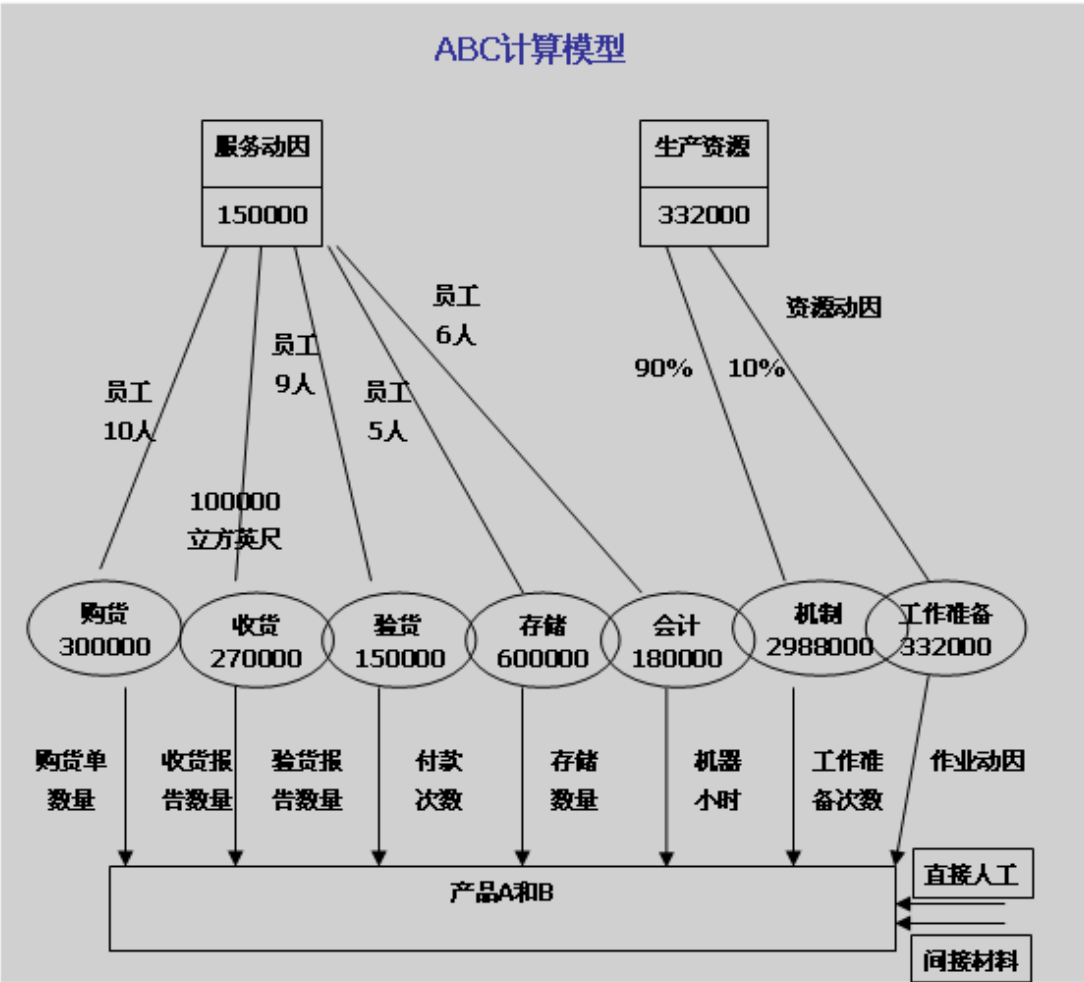 ABC计算模型
服务动因
150000
生产资源
332000
员工
6人
资源动因
员工
9人
90%
10%
员工
10人
员工
5人
100000
立方英尺
购货
300000
收货
270000
验货
150000
存储
600000
会计
180000
机制
2988000
工作准备
332000
购货单
数量
收货报
告数量
验货报
告数量
付款
次数
存储
数量
机器
小时
工作准
备次数
作业动因
产品A和B
直接人工
间接材料